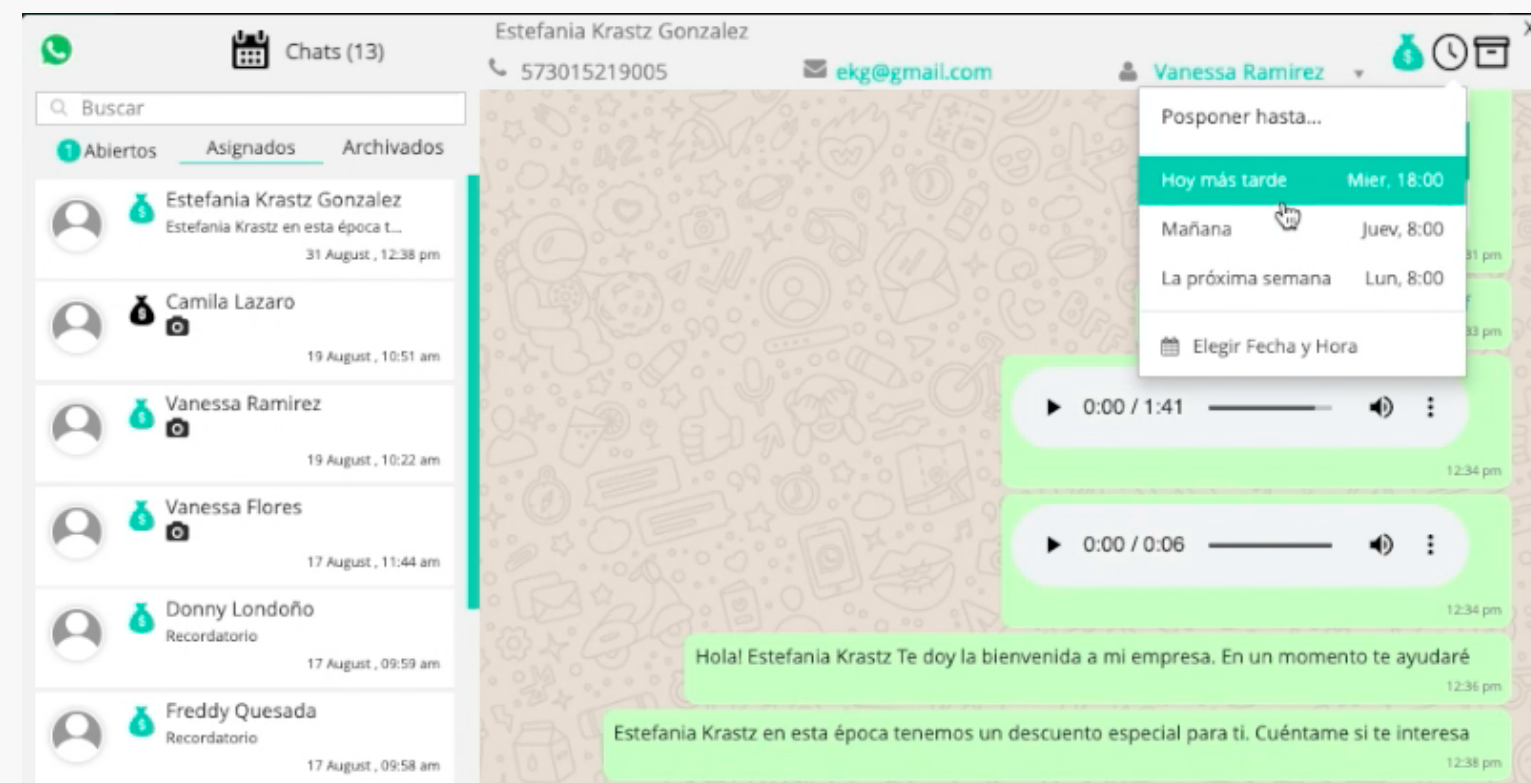 Chats (13)
Buscar
1 Abiertos Asignados Archivados
Estefania Krastz Gonzalez
Estefania Krastz en esta época t...
31 August , 12:38 pm
Camila Lazaro
19 August , 10:51 am
Vanessa Ramirez
19 August , 10:22 am
Vanessa Flores
17 August , 11:44 am
Donny Londoño
Recordatorio
17 August , 09:59 am
Freddy Quesada
Recordatorio
17 August , 09:58 am
Estefania Krastz Gonzalez
573015219005 ekg@gmail.com Vanessa Ramirez
Posponer hasta...
Hoy más tarde Mier, 18:00
Mañana Juev, 8:00
La próxima semana Lun, 8:00
Elegir Fecha y Hora
31 pm
33 pm
0:00 / 1:41
12:34 pm
0:00 / 0:06
12:34 pm
Hola! Estefania Krastz Te doy la bienvenida a mi empresa. En un momento te ayudaré
12:36 pm
Estefania Krastz en esta época tenemos un descuento especial para ti. Cuéntame si te interesa
12:38 pm